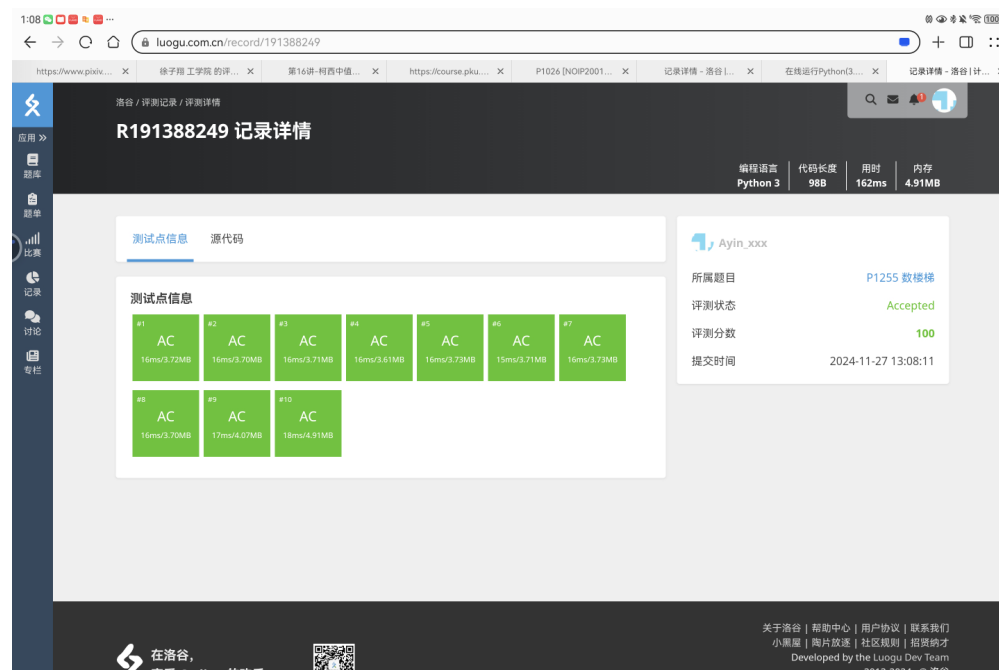 1:08
100
luogu.com.cn/record/191388249
https://www.pixiv.... ×
徐子翔 工学院 的评... ×
第16讲-柯西中值... ×
https://course.pku.... ×
P1026 [NOIP2001... ×
记录详情 - 洛谷 |... ×
在线运行Python(3.... ×
记录详情 - 洛谷 | 计...
洛谷 / 评测记录 / 评测详情
R191388249 记录详情
编程语言 代码长度 用时 内存
Python 3 98B 162ms 4.91MB
应用
题库
题单
比赛
记录
讨论
专栏
测试点信息 源代码
测试点信息
#1 #2 #3 #4 #5 #6 #7
AC AC AC AC AC AC AC
16ms/3.72MB 16ms/3.70MB 16ms/3.71MB 16ms/3.61MB 16ms/3.73MB 15ms/3.71MB 16ms/3.73MB
#8 #9 #10
AC AC AC
16ms/3.70MB 17ms/4.07MB 18ms/4.91MB
Ayin_xxx
所属题目 P1255 数楼梯
评测状态 Accepted
评测分数 100
提交时间 2024-11-27 13:08:11
在洛谷，
关于洛谷 | 帮助中心 | 用户协议 | 联系我们
小黑屋 | 陶片放逐 | 社区规则 | 招贤纳才
Developed by the Luogu Dev Team